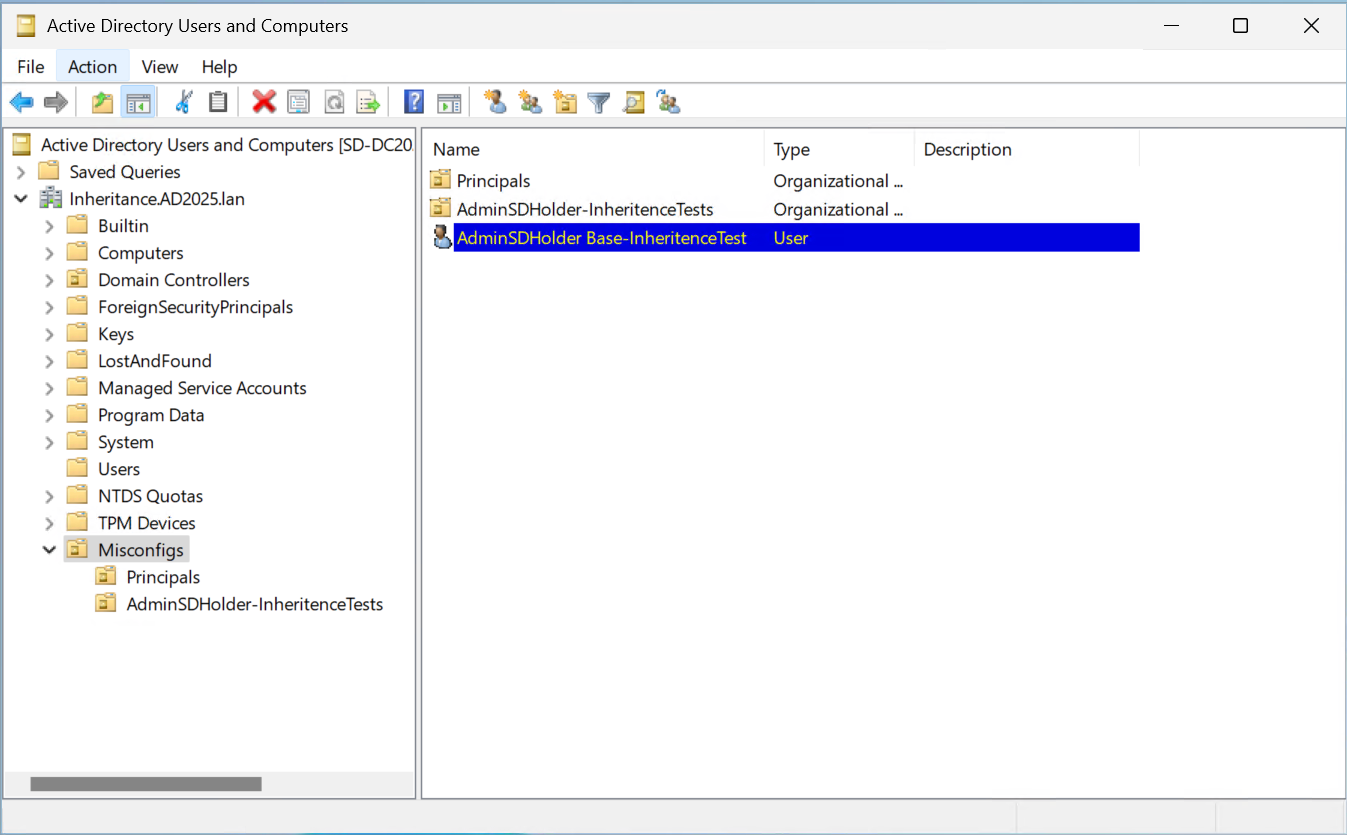 Active Directory Users and Computers
File Action View Help
Active Directory Users and Computers [SD-DC20
Saved Queries
Inheritance.AD2025.lan
Builtin
Computers
Domain Controllers
ForeignSecurityPrincipals
Keys
LostAndFound
Managed Service Accounts
Program Data
System
Users
NTDS Quotas
TPM Devices
Misconfigs
Principals
AdminSDHolder-InheritenceTests
Name Type Description
Principals Organizational ...
AdminSDHolder-InheritenceTests Organizational ...
AdminSDHolder Base-InheritenceTest User